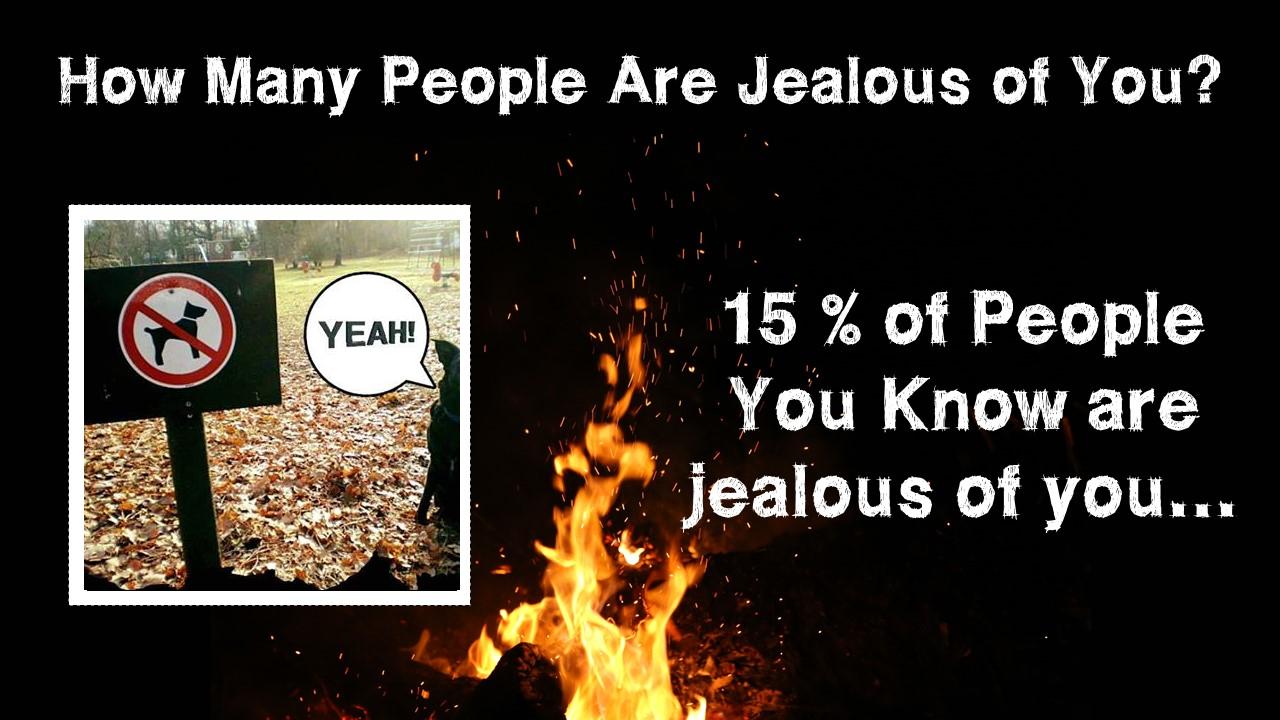 How Many People Are Jealous of You?
YEAH!
15 % of People
You Know are
jealous of you...